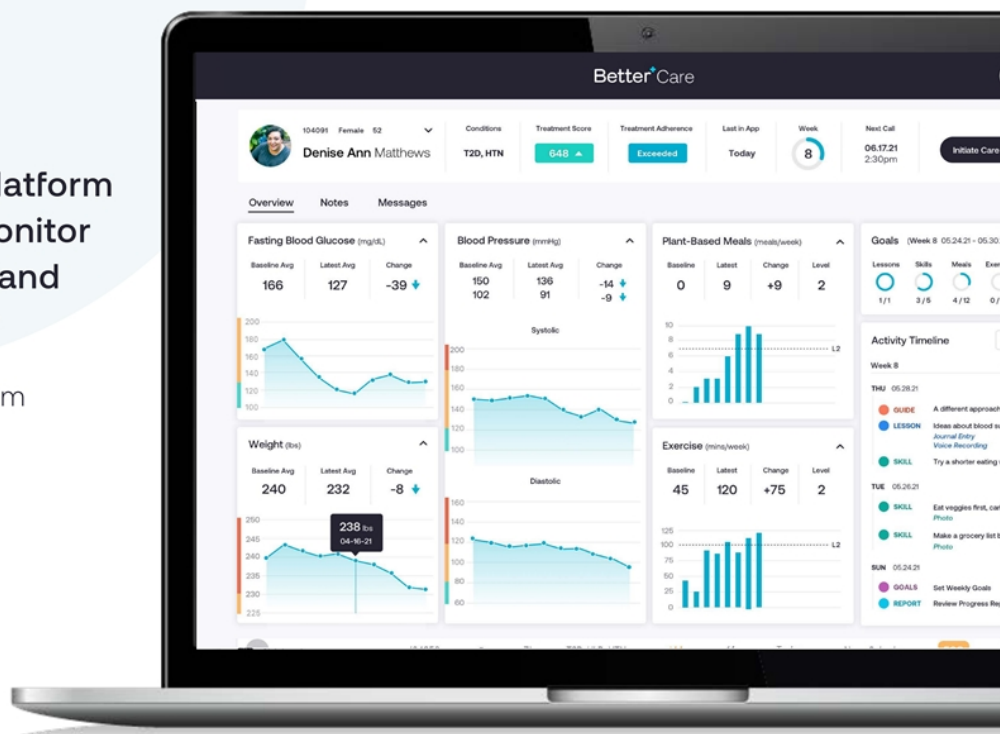 latform
onitor
and
m
Better+Care
104091 Female 52
Denise Ann Matthews
Conditions
T2D, HTN
Treatment Score
648
Treatment Adherence
Exceeded
Last in App
Today
Week
8
Next Call
06.17.21
2:30pm
Initiate Care
Overview Notes Messages
Fasting Blood Glucose (mg/dL)
Baseline Avg Latest Avg Change
166 127 -39
200
180
160
140
120
100
Weight (lbs)
Baseline Avg Latest Avg Change
240 232 -8
238 lbs
04-16-21
250
245
240
235
230
225
Blood Pressure (mmHg)
Baseline Avg Latest Avg Change
150 136 -14
102 91 -9
Systolic
200
180
160
140
120
100
Diastolic
160
140
120
100
80
60
Plant-Based Meals (meals/week)
Baseline Latest Change Level
0 9 +9 2
10
8
6
4
2
0
L2
Exercise (mins/week)
Baseline Latest Change Level
45 120 +75 2
125
100
75
50
25
0
L2
Goals (Week 8 05.24.21 - 05.30.
Lessons Skills Meals Exer
1/1 3/5 4/12 0/
Activity Timeline
Week 8
THU 05.28.21
GUIDE A different approach
LESSON Ideas about blood su
Journal Entry
Voice Recording
SKILL Try a shorter eating
TUE 05.26.21
SKILL Eat veggies first, car
Photo
SKILL Make a grocery list b
Photo
SUN 05.24.21
GOALS Set Weekly Goals
REPORT Review Progress Rep